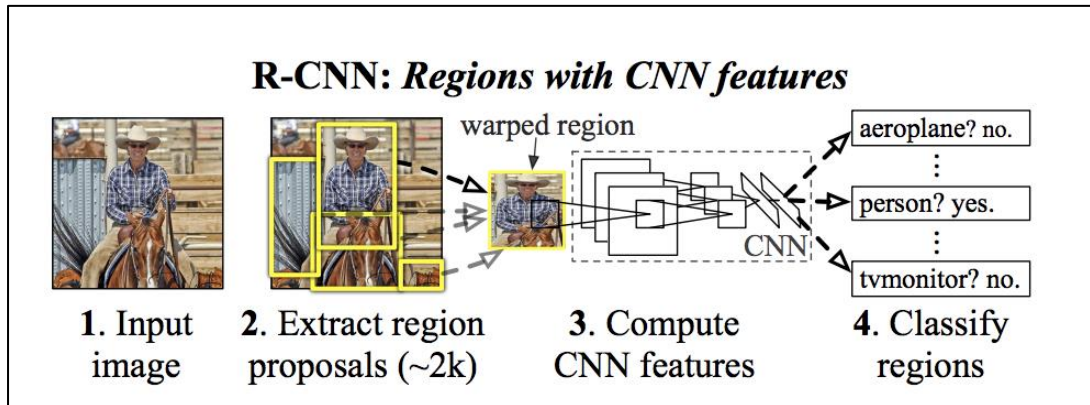 R-CNN: Regions with CNN features
warped region
aeroplane? no.
person? yes.
tvmonitor? no.
CNN
1. Input
image
2. Extract region
proposals (~2k)
3. Compute
CNN features
4. Classify
regions